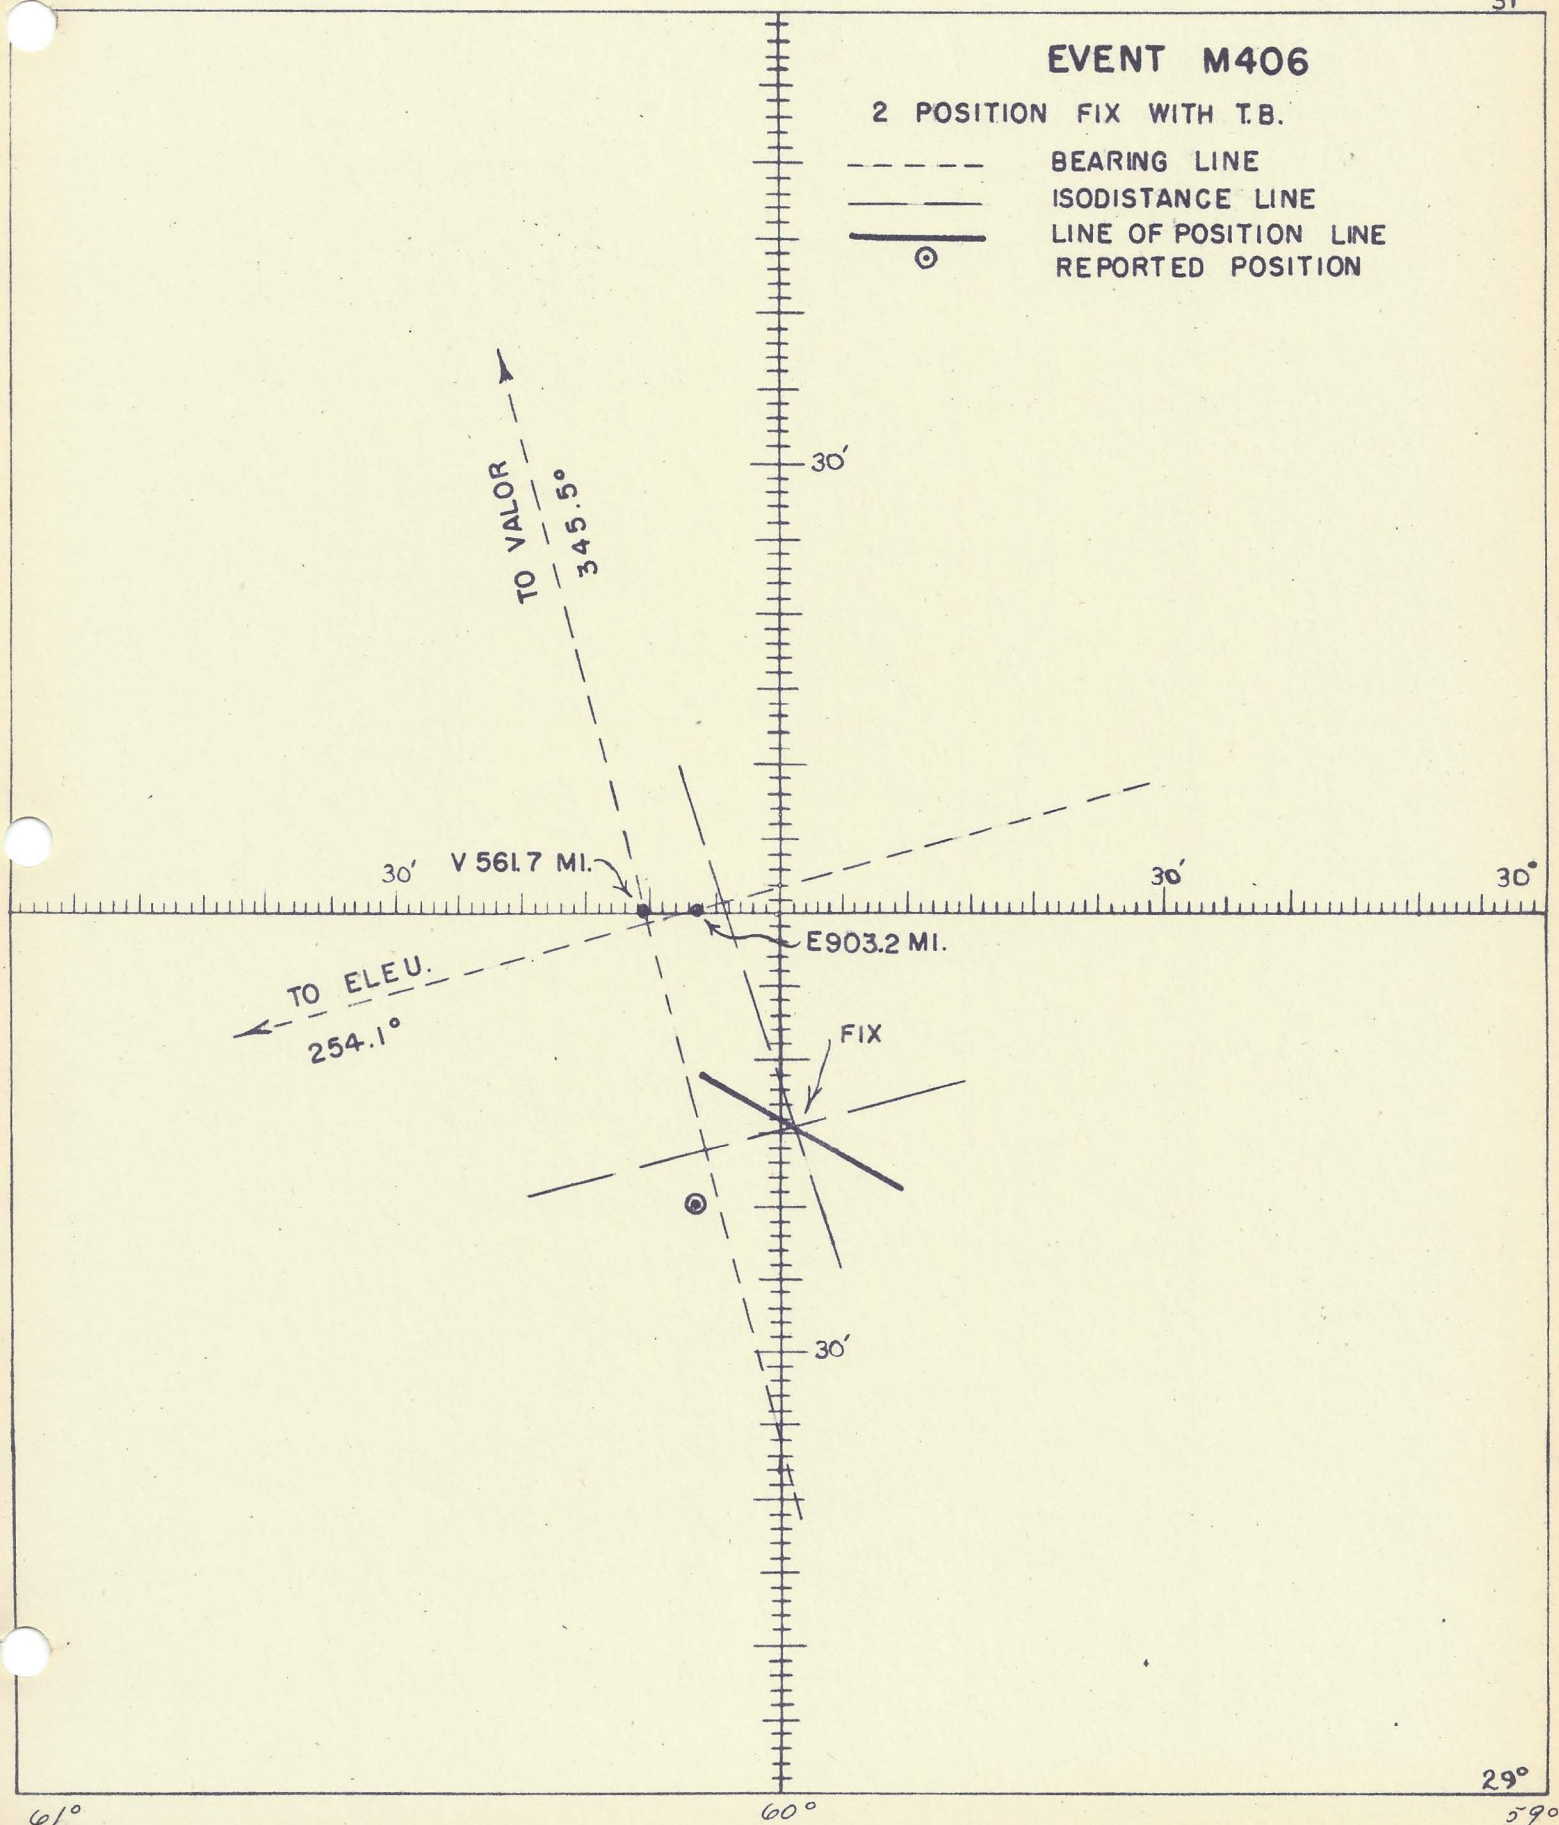 31
EVENT M406
2 POSITION FIX WITH T.B.
BEARING LINE
ISODISTANCE LINE
LINE OF POSITION LINE
REPORTED POSITION
30′
TO VALOR
345.5°
30′ V 561.7 MI.
30′
30°
E903.2 MI.
TO ELEU.
254.1°
FIX
30′
29°
61°
60°
59°